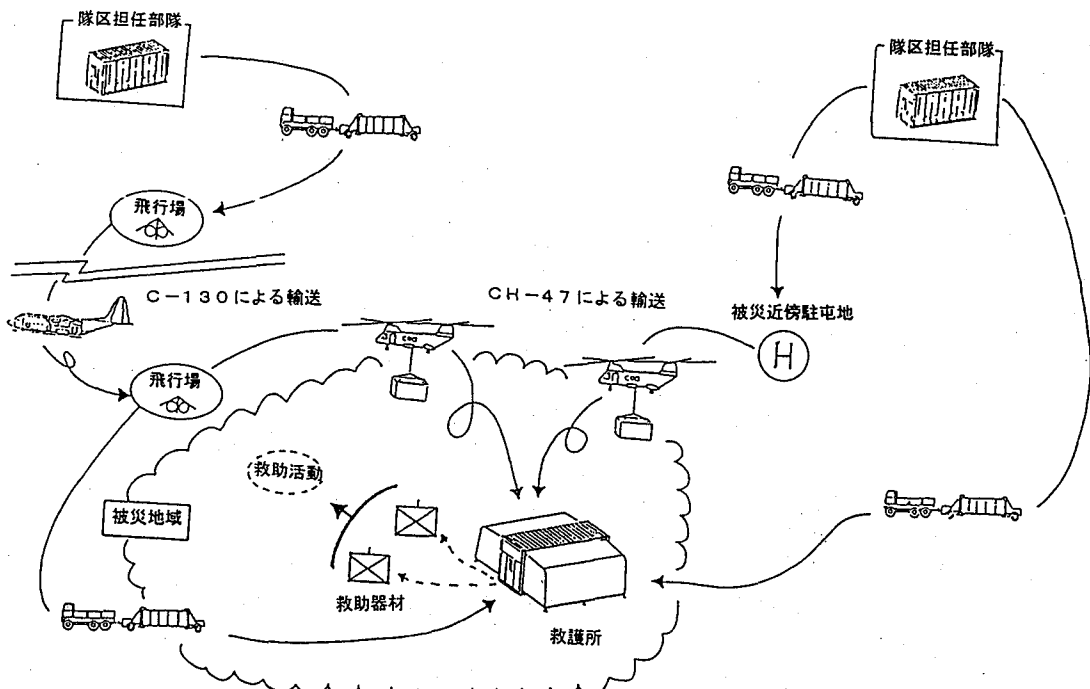 隊区担任部隊
隊区担任部隊
飛行場
C-130による輸送
CH-47による輸送
被災近傍駐屯地
H
飛行場
救助活動
被災地域
救助器材
救護所